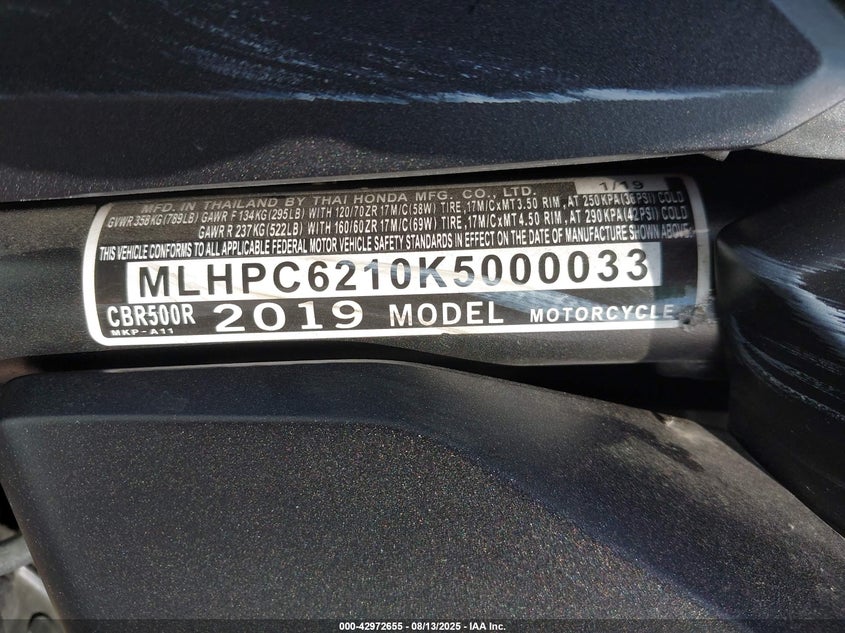 MFD. IN THAILAND BY THAI HONDA MFG. CO., LTD. 1/19
GVWR 358KG(789LB) GAWR F 134KG(295LB) WITH 120/70ZR 17M/C(58W) TIRE, 17M/CxMT3.50 RIM, AT 250KPA(36PSI) COLD
GAWR R 237KG(522LB) WITH 160/60ZR 17M/C(69W) TIRE, 17M/CxMT 4.50 RIM, AT 290KPA(42PSI) COLD
THIS VEHICLE CONFORMS TO ALL APPLICABLE FEDERAL MOTOR VEHICLE SAFETY STANDARDS IN EFFECT ON THE DATE OF MANUFACTURE SHOWN ABOVE.
MLHPC6210K5000033
CBR500R 2019 MODEL MOTORCYCLE
MKP-A11
000-42972655 - 08/13/2025 - IAA Inc.